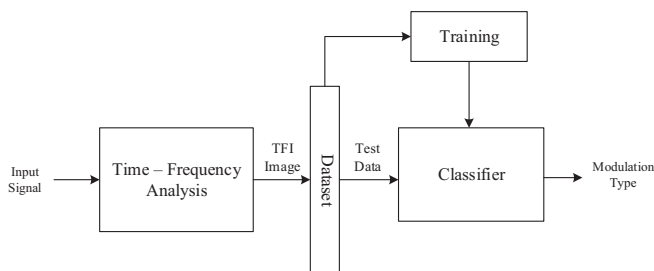 Training
Input
Signal
Time – Frequency
Analysis
TFI
Image
Dataset
Test
Data
Classifier
Modulation
Type